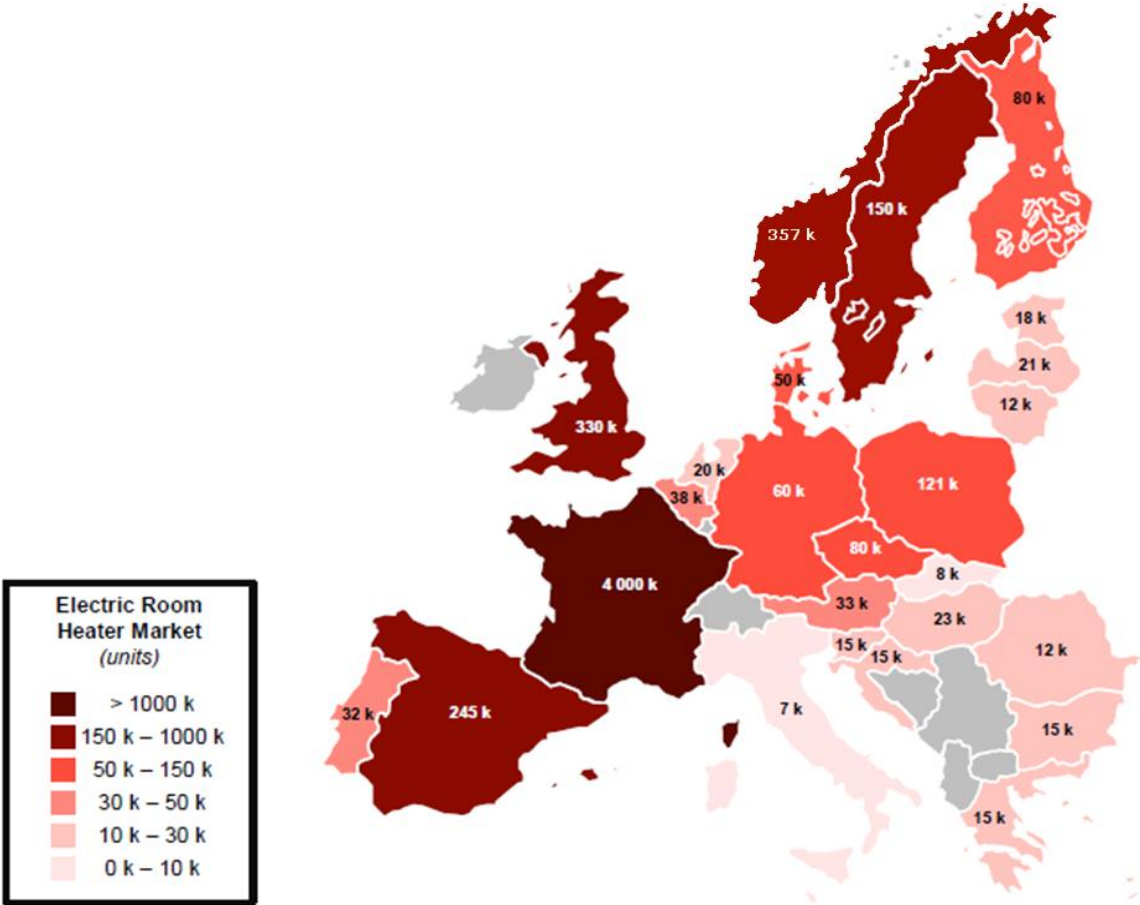 80 k
150 k
357 k
18 k
21 k
50 k
12 k
330 k
20 k
38 k
60 k
121 k
80 k
8 k
4 000 k
33 k
23 k
15 k
15 k
12 k
32 k
245 k
7 k
15 k
15 k
Electric Room
Heater Market
(units)
> 1000 k
150 k – 1000 k
50 k – 150 k
30 k – 50 k
10 k – 30 k
0 k – 10 k